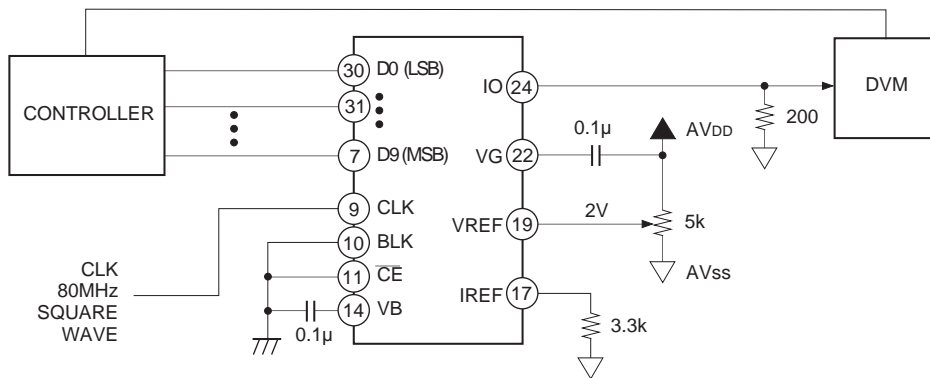 CONTROLLER
30 D0 (LSB)
31
7 D9 (MSB)
9 CLK
10 BLK
11 CE
14 VB
0.1µ
CLK
80MHz
SQUARE
WAVE
IO 24
VG 22
VREF 19
IREF 17
0.1µ
AVDD
200
DVM
2V
5k
AVss
3.3k